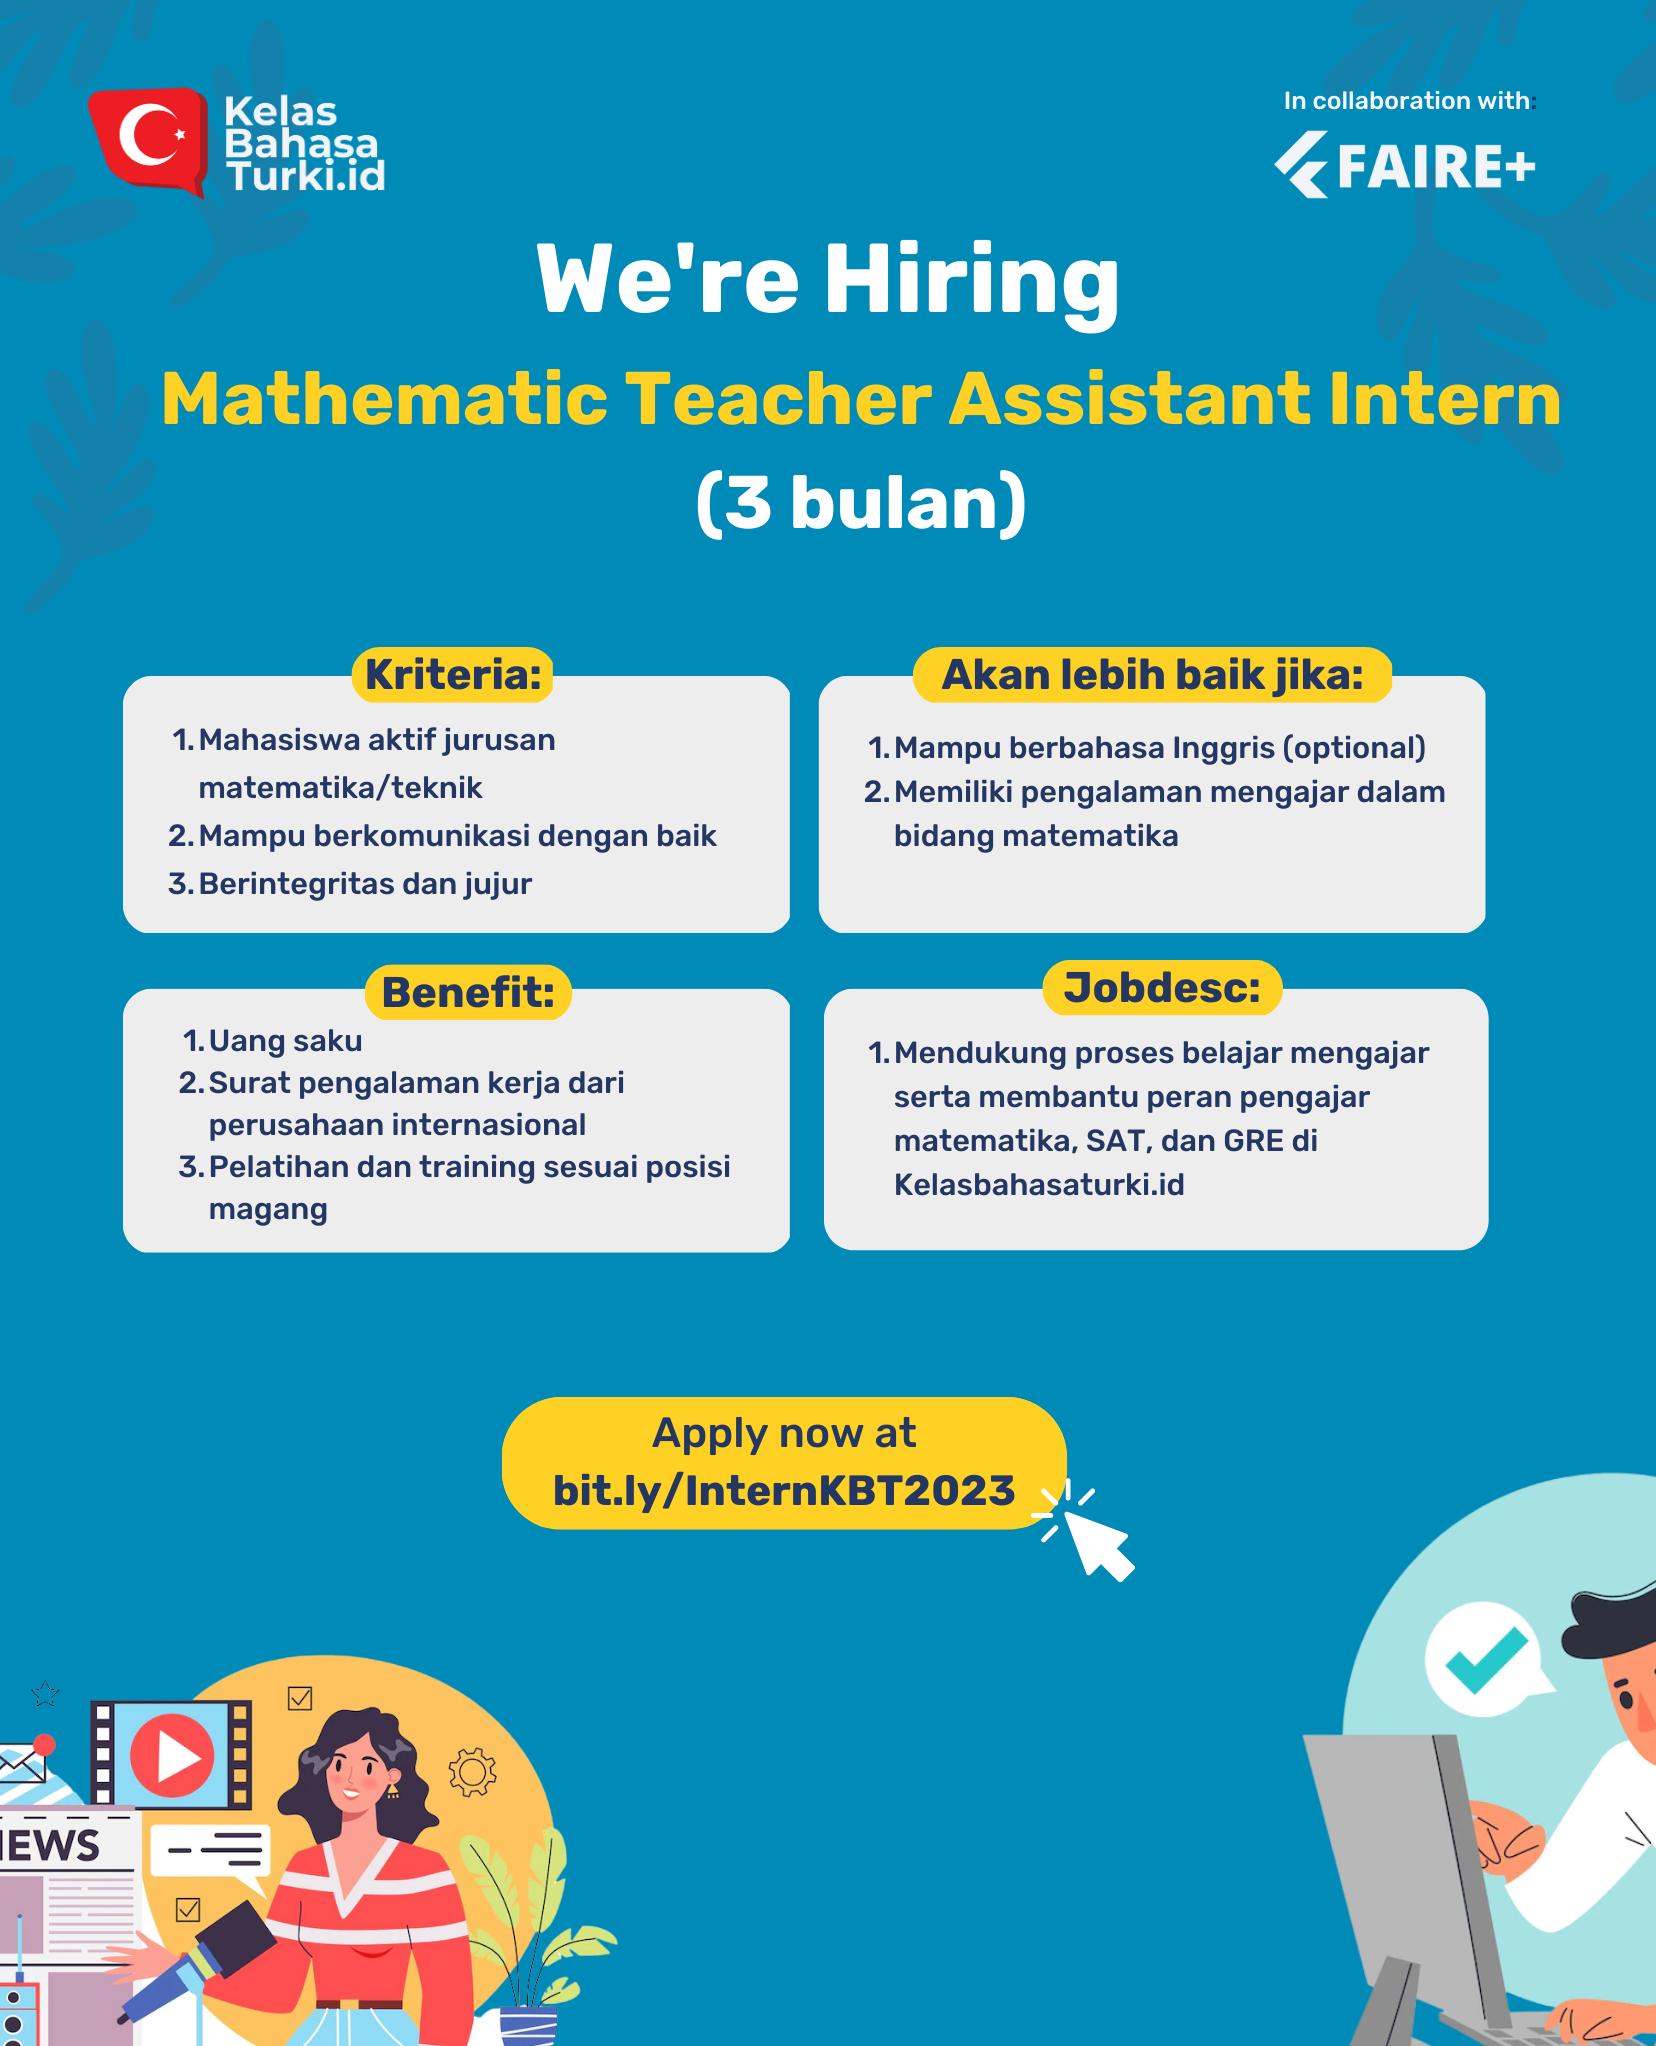 Kelas
Bahasa
Turki.id
In collaboration with:
FAIRE+
We're Hiring
Mathematic Teacher Assistant Intern
(3 bulan)
Kriteria:
1. Mahasiswa aktif jurusan
matematika/teknik
2. Mampu berkomunikasi dengan baik
3. Berintegritas dan jujur
Akan lebih baik jika:
1. Mampu berbahasa Inggris (optional)
2. Memiliki pengalaman mengajar dalam
bidang matematika
Benefit:
1. Uang saku
2. Surat pengalaman kerja dari
perusahaan internasional
3. Pelatihan dan training sesuai posisi
magang
Jobdesc:
1. Mendukung proses belajar mengajar
serta membantu peran pengajar
matematika, SAT, dan GRE di
Kelasbahasaturki.id
Apply now at
bit.ly/InternKBT2023
EWS